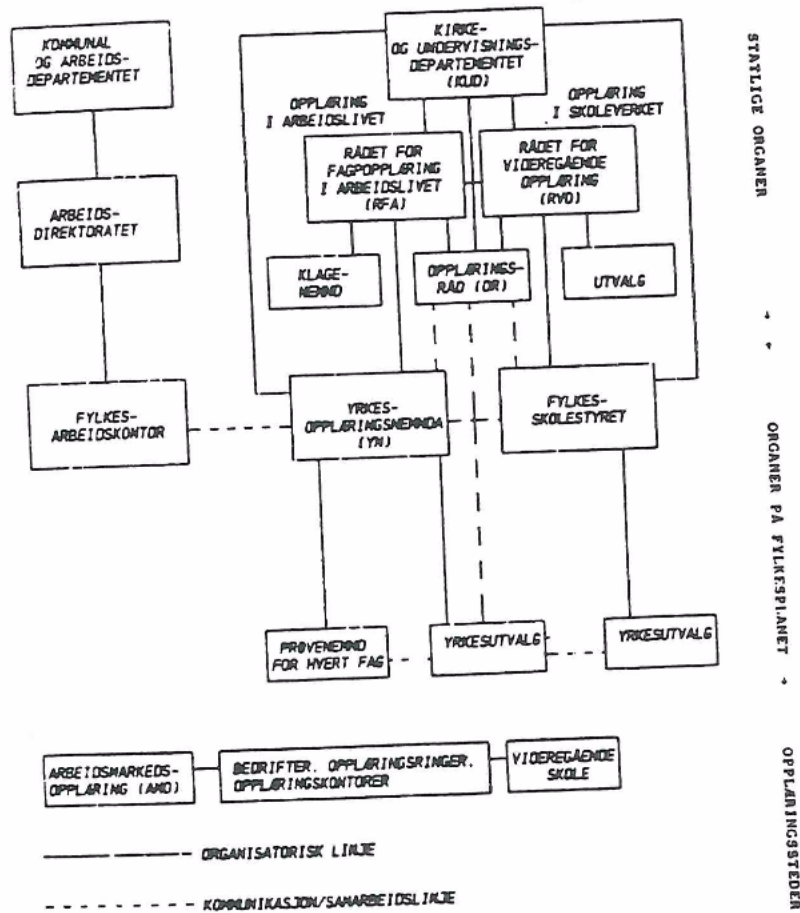 KOMMUNAL
OG ARBEIDS-
DEPARTEMENTET
KIRKE-
OG UNDERVISNINGS-
DEPARTEMENTET
(KUD)
OPPLÆRING
I ARBEIDSLIVET
OPPLÆRING
I SKOLEVERKET
STATLIGE ORGANER
RÅDET FOR
FAGPOPPLÆRING
I ARBEIDSLIVET
(RFA)
RÅDET FOR
VIDEREGÅENDE
OPPLÆRING
(RVO)
ARBEIDS-
DIREKTORATET
KLAGE-
NEMND
OPPLÆRINGS-
RÅD (OR)
UTVALG
FYLKES-
ARBEIDSKONTOR
YRKES-
OPPLÆRINGSNEMNDA
(YN)
FYLKES-
SKOLESTYRET
ORGANER PÅ FYLKESPLANET
PRØVENEMND
FOR HVERT FAG
YRKESUTVALG
YRKESUTVALG
ARBEIDSMARKEDS-
OPPLÆRING (AMO)
BEDRIFTER, OPPLÆRINGSRINGER,
OPPLÆRINGSKONTORER
VIDEREGÅENDE
SKOLE
OPPLÆRINGSSTEDER
ORGANISATORISK LINJE
KOMMUNIKASJON/SAMARBEIDSLINJE